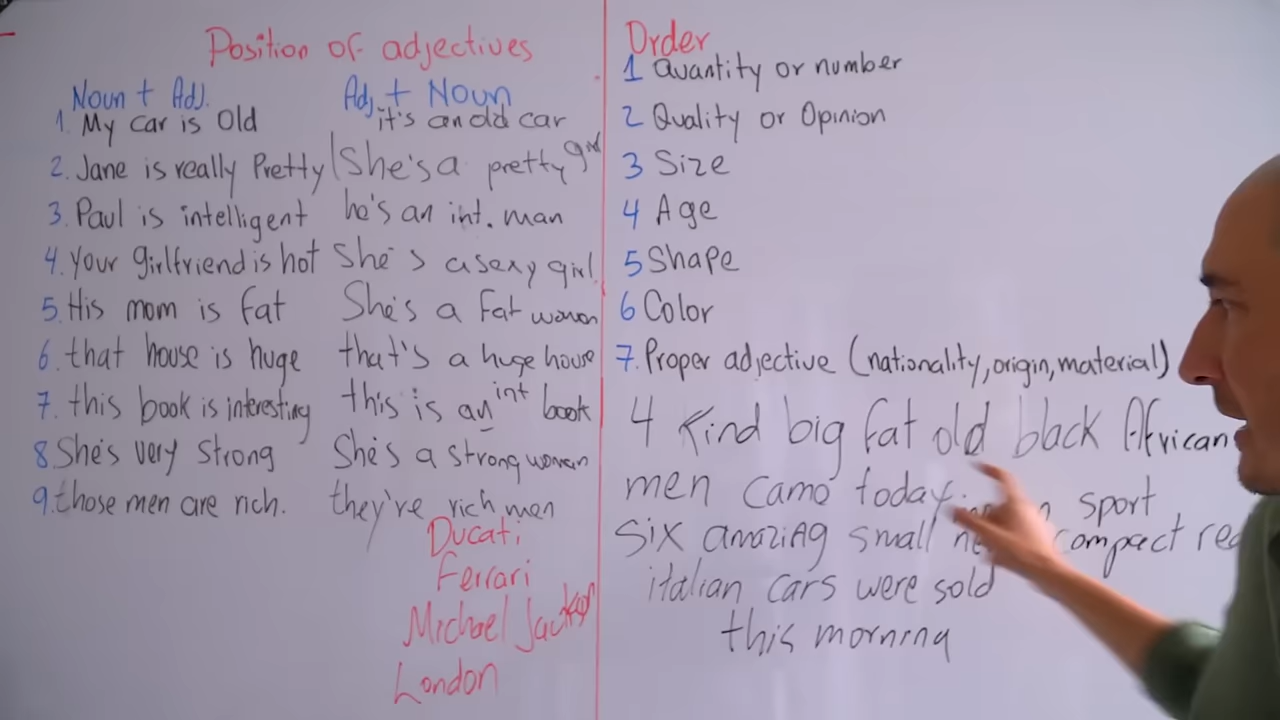 Position of adjectives
Noun + Adj.
Adj + Noun
1. My car is Old
it's an old car
2. Jane is really Pretty
She's a pretty girl
3. Paul is intelligent
he's an int. man
4. Your girlfriend is hot
She's a sexy girl
5. His mom is fat
She's a fat woman
6. that house is huge
that's a huge house
7. this book is interesting
this is an int book
8 She's very strong
She's a strong woman
9. those men are rich.
they're rich men
Ducati
Ferrari
Michael Jackson
London
Order
1 Quantity or number
2 Quality or Opinion
3 Size
4 Age
5 Shape
6 Color
7. Proper adjective (nationality, origin, material)
4 Kind big fat old black African
men came today.
sport
six amazing small compact red
italian cars were sold
this morning